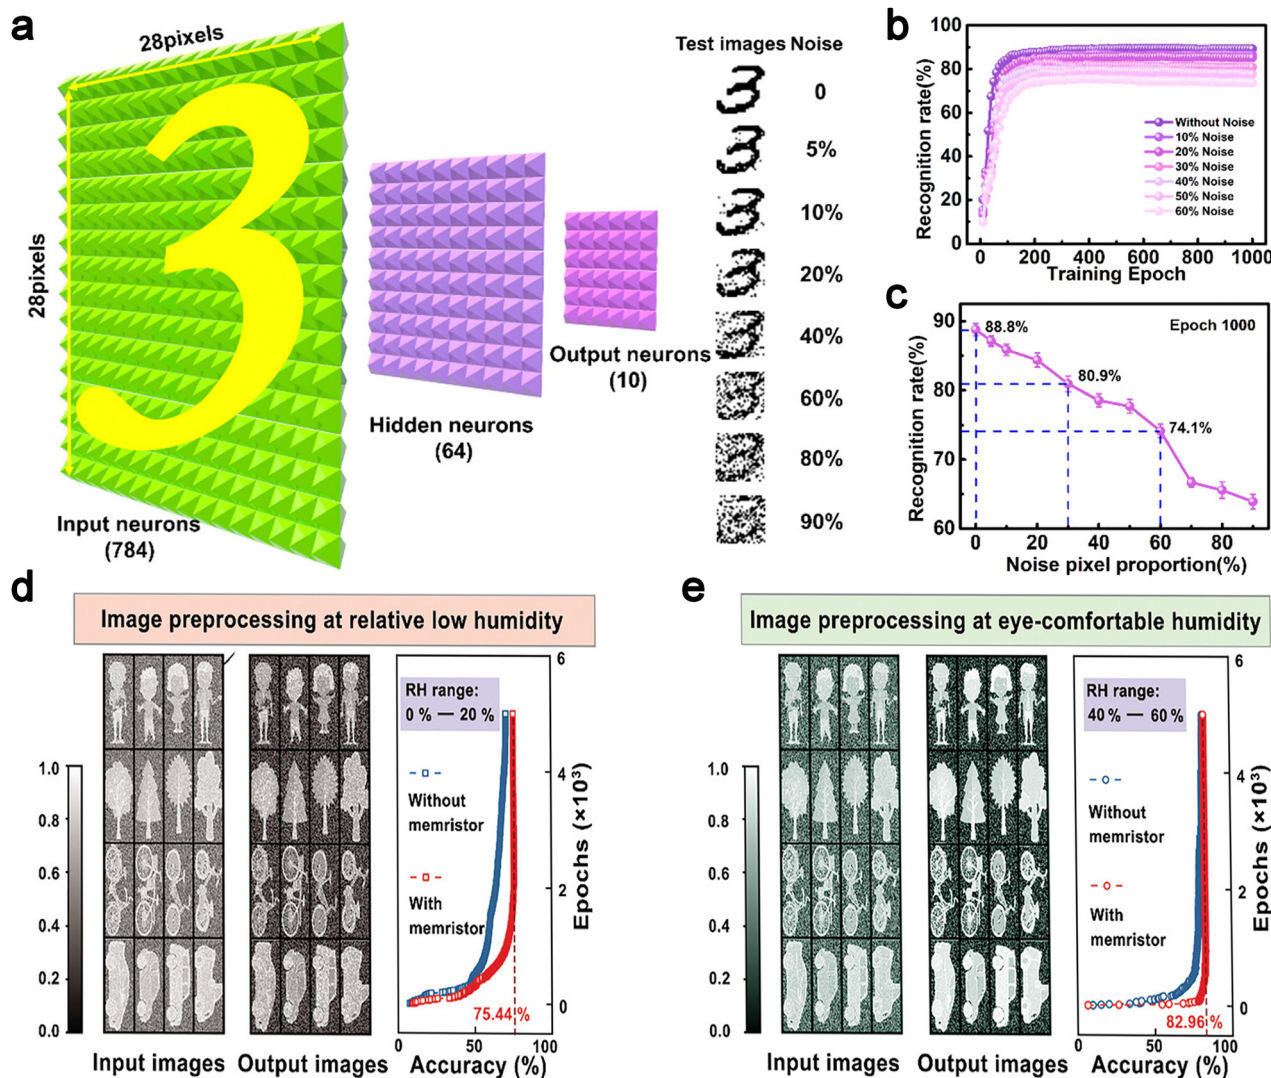 a
28pixels
28pixels
3
Input neurons
(784)
Hidden neurons
(64)
Output neurons
(10)
Test images Noise
3 0
3 5%
3 10%
3 20%
3 40%
60%
80%
90%
b
Recognition rate(%)
100
80
60
40
20
0
Without Noise
10% Noise
20% Noise
30% Noise
40% Noise
50% Noise
60% Noise
0 200 400 600 800 1000
Training Epoch
c
Recognition rate(%)
90
80
70
60
Epoch 1000
88.8%
80.9%
74.1%
0 20 40 60 80
Noise pixel proportion(%)
d
Image preprocessing at relative low humidity
1.0
0.8
0.6
0.4
0.2
0.0
Input images
Output images
RH range:
0 % — 20 %
Without
memristor
With
memristor
75.44 %
6
4
2
0
Epochs (×10³)
0 50 100
Accuracy (%)
e
Image preprocessing at eye-comfortable humidity
1.0
0.8
0.6
0.4
0.2
0.0
Input images
Output images
RH range:
40 % — 60 %
Without
memristor
With
memristor
82.96 %
6
4
2
0
Epochs (×10³)
0 50 100
Accuracy (%)